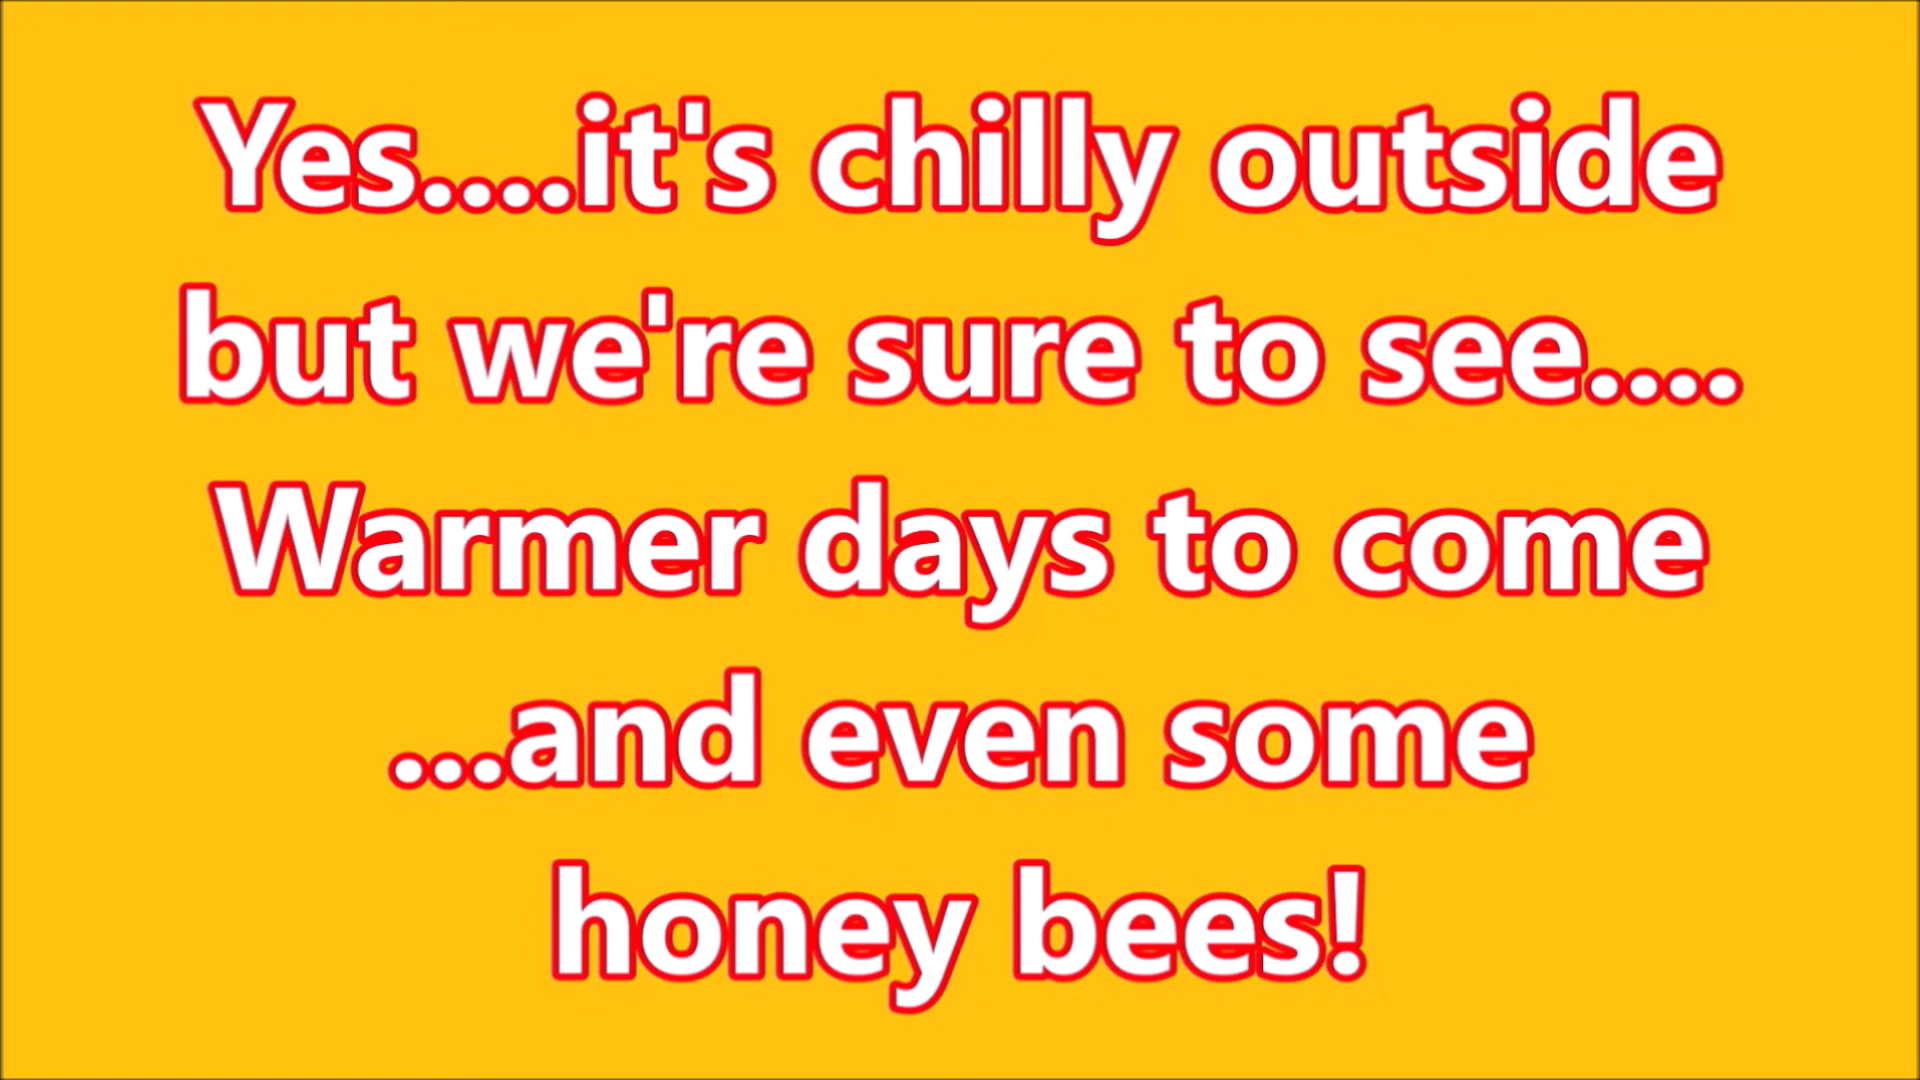 Yes....it's chilly outside
but we're sure to see....
Warmer days to come
...and even some
honey bees!